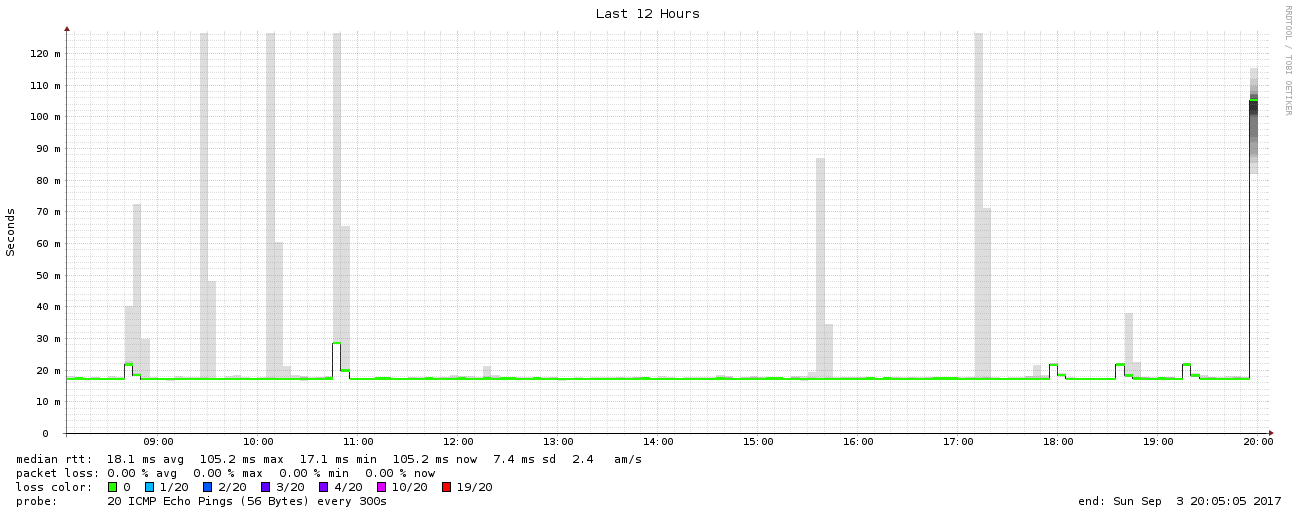 Last 12 Hours
RRDTOOL / TOBI OETIKER
Seconds
120 m
110 m
100 m
90 m
80 m
70 m
60 m
50 m
40 m
30 m
20 m
10 m
0
09:00 10:00 11:00 12:00 13:00 14:00 15:00 16:00 17:00 18:00 19:00 20:00
median rtt: 18.1 ms avg 105.2 ms max 17.1 ms min 105.2 ms now 7.4 ms sd 2.4 am/s
packet loss: 0.00 % avg 0.00 % max 0.00 % min 0.00 % now
loss color: 0 1/20 2/20 3/20 4/20 10/20 19/20
probe: 20 ICMP Echo Pings (56 Bytes) every 300s end: Sun Sep 3 20:05:05 2017